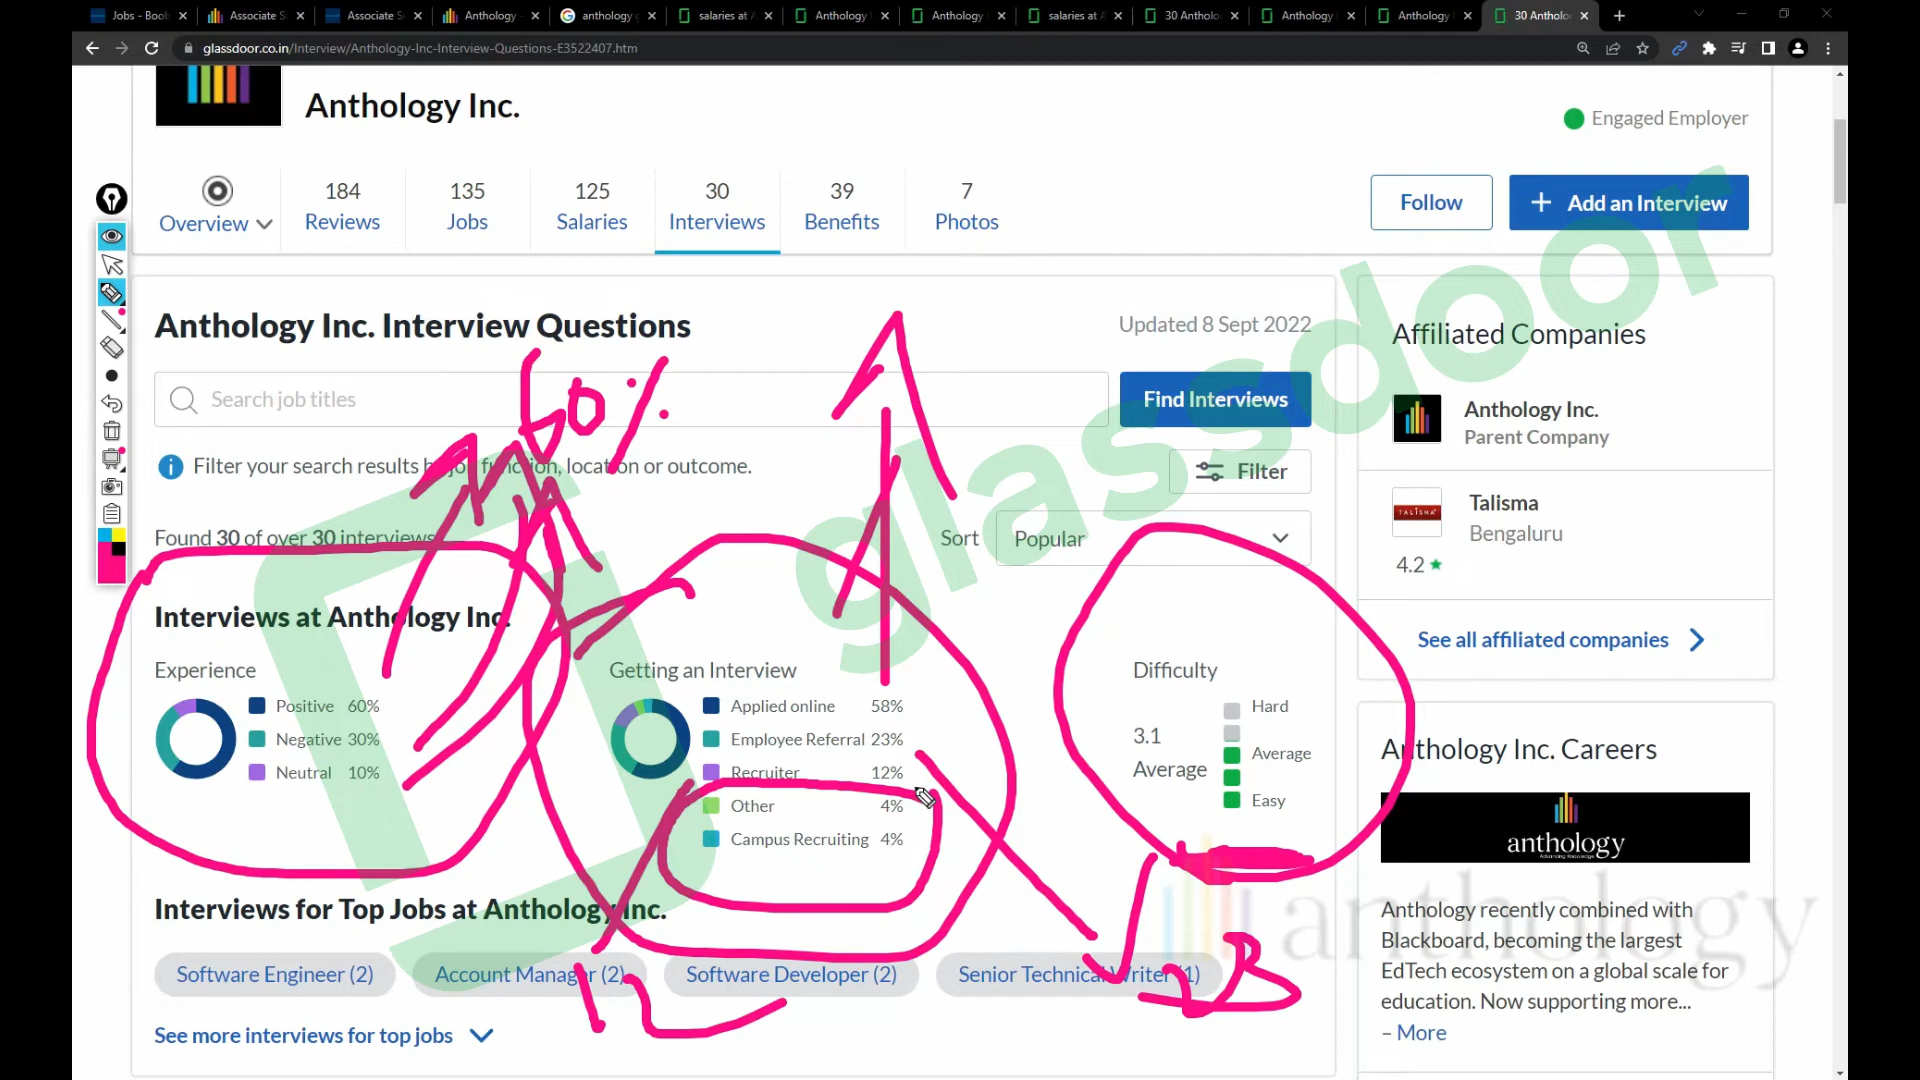 Jobs - Boob
Associate S
Associate S
Anthology
anthology g
salaries at A
Anthology
Anthology
salaries at A
30 Antholo
Anthology
Anthology
30 Antholo
glassdoor.co.in/Interview/Anthology-Inc-Interview-Questions-E3522407.htm
Anthology Inc.
Engaged Employer
Overview
184 Reviews
135 Jobs
125 Salaries
30 Interviews
39 Benefits
7 Photos
Follow
+ Add an Interview
Anthology Inc. Interview Questions
Updated 8 Sept 2022
Search job titles
Find Interviews
60%
Filter your search results by job function, location or outcome.
Filter
Found 30 of over 30 interviews
Sort
Popular
glassdoor
Interviews at Anthology Inc.
Experience
Positive 60%
Negative 30%
Neutral 10%
Getting an Interview
Applied online 58%
Employee Referral 23%
Recruiter 12%
Other 4%
Campus Recruiting 4%
Difficulty
3.1
Average
Hard
Average
Easy
Interviews for Top Jobs at Anthology Inc.
Software Engineer (2)
Account Manager (2)
Software Developer (2)
Senior Technical Writer (1)
See more interviews for top jobs
Affiliated Companies
Anthology Inc.
Parent Company
TALISMA
Talisma
Bengaluru
4.2 ★
See all affiliated companies
Anthology Inc. Careers
anthology
Anthology recently combined with
Blackboard, becoming the largest
EdTech ecosystem on a global scale for
education. Now supporting more...
– More
anthology